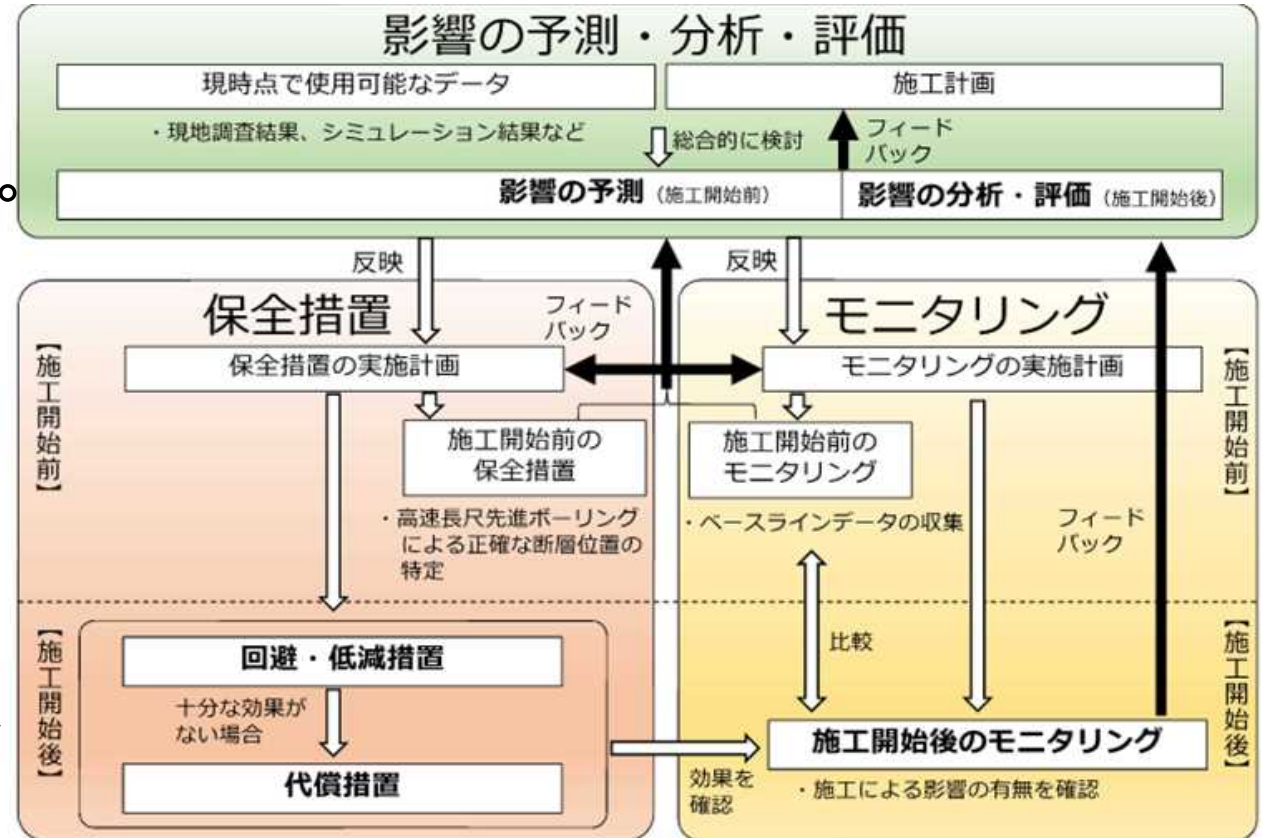 影響の予測・分析・評価
現時点で使用可能なデータ
施工計画
・現地調査結果、シミュレーション結果など
総合的に検討
フィード
バック
影響の予測（施工開始前）
影響の分析・評価（施工開始後）
反映
反映
保全措置
フィード
バック
モニタリング
【施工開始前】
保全措置の実施計画
モニタリングの実施計画
【施工開始前】
施工開始前の
保全措置
施工開始前の
モニタリング
・高速長尺先進ボーリング
による正確な断層位置の
特定
・ベースラインデータの収集
フィード
バック
【施工開始後】
回避・低減措置
比較
【施工開始後】
十分な効果が
ない場合
代償措置
効果を
確認
施工開始後のモニタリング
・施工による影響の有無を確認